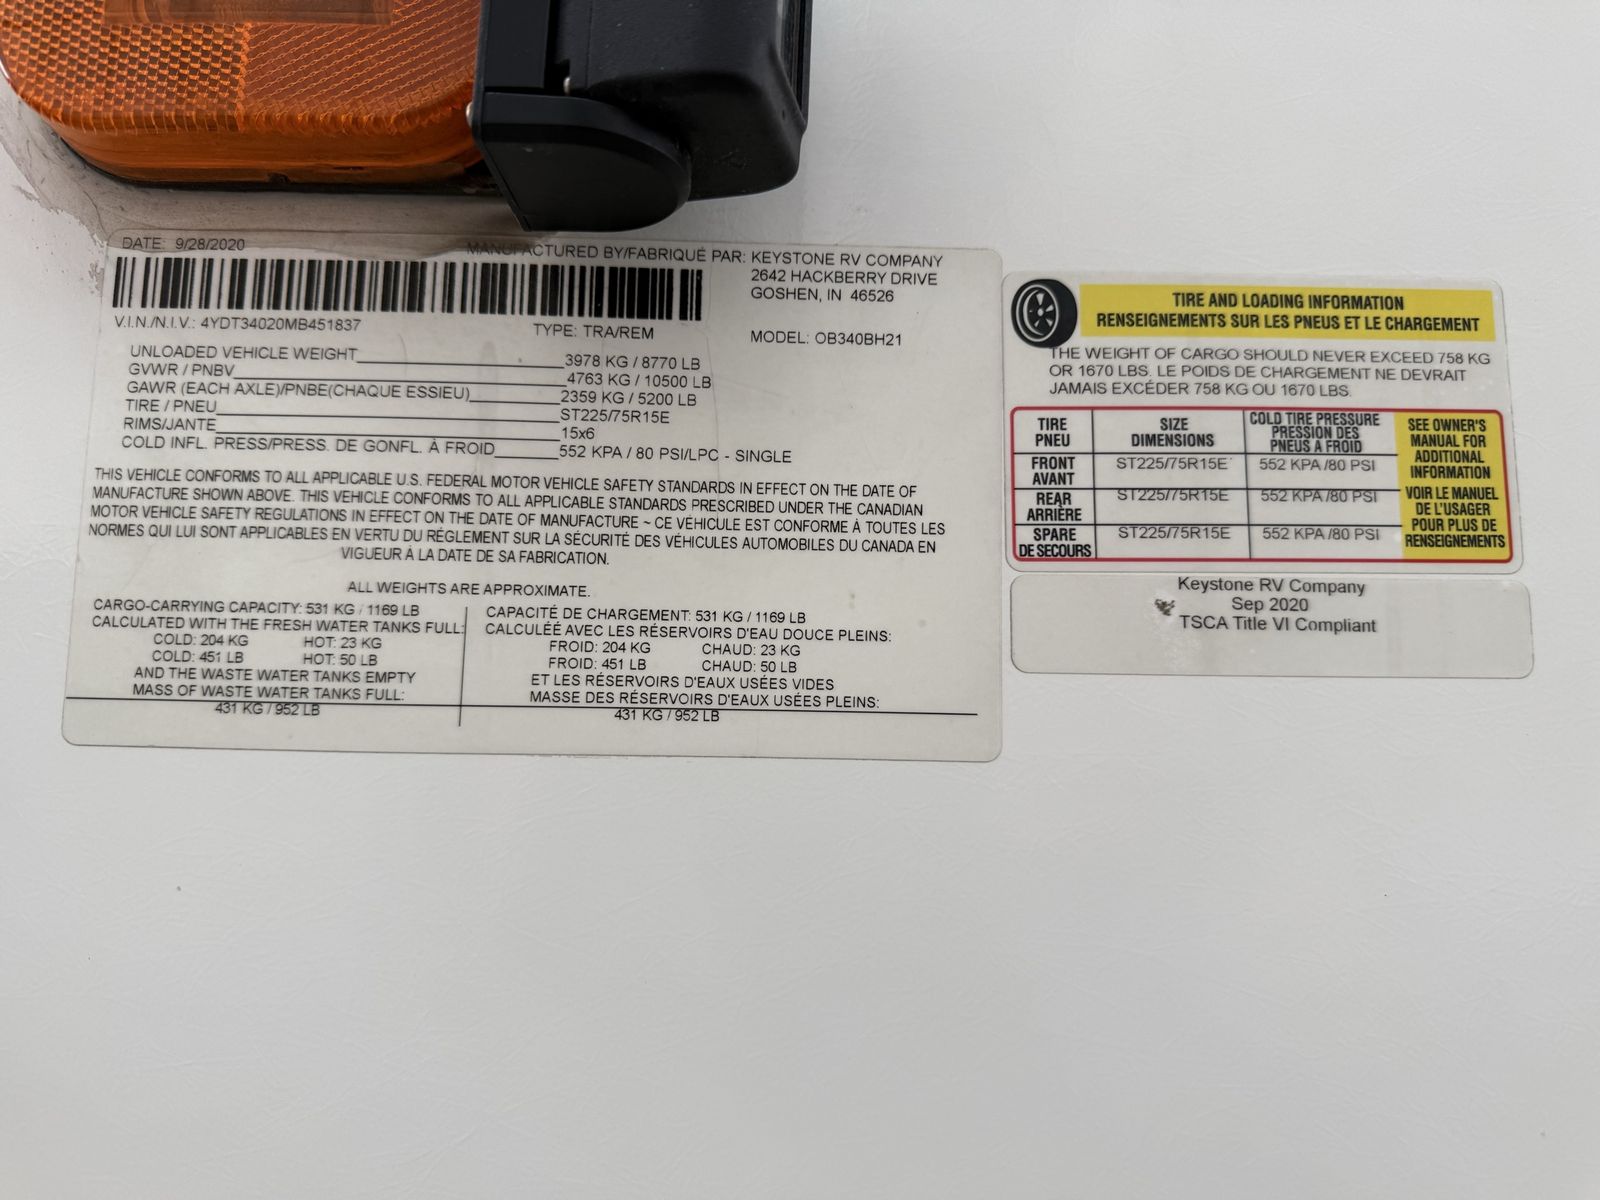 DATE: 9/28/2020
MANUFACTURED BY/FABRIQUÉ PAR: KEYSTONE RV COMPANY
2642 HACKBERRY DRIVE
GOSHEN, IN 46526
V.I.N./N.I.V.: 4YDT34020MB451837
TYPE: TRA/REM
MODEL: OB340BH21
UNLOADED VEHICLE WEIGHT 3978 KG / 8770 LB
GVWR / PNBV 4763 KG / 10500 LB
GAWR (EACH AXLE)/PNBE(CHAQUE ESSIEU) 2359 KG / 5200 LB
TIRE / PNEU ST225/75R15E
RIMS/JANTE 15x6
COLD INFL. PRESS/PRESS. DE GONFL. À FROID 552 KPA / 80 PSI/LPC - SINGLE
THIS VEHICLE CONFORMS TO ALL APPLICABLE U.S. FEDERAL MOTOR VEHICLE SAFETY STANDARDS IN EFFECT ON THE DATE OF
MANUFACTURE SHOWN ABOVE. THIS VEHICLE CONFORMS TO ALL APPLICABLE STANDARDS PRESCRIBED UNDER THE CANADIAN
MOTOR VEHICLE SAFETY REGULATIONS IN EFFECT ON THE DATE OF MANUFACTURE ~ CE VÉHICULE EST CONFORME À TOUTES LES
NORMES QUI LUI SONT APPLICABLES EN VERTU DU RÉGLEMENT SUR LA SÉCURITÉ DES VÉHICULES AUTOMOBILES DU CANADA EN
VIGUEUR À LA DATE DE SA FABRICATION.
ALL WEIGHTS ARE APPROXIMATE.
CARGO-CARRYING CAPACITY: 531 KG / 1169 LB
CALCULATED WITH THE FRESH WATER TANKS FULL:
COLD: 204 KG HOT: 23 KG
COLD: 451 LB HOT: 50 LB
AND THE WASTE WATER TANKS EMPTY
MASS OF WASTE WATER TANKS FULL:
431 KG / 952 LB
CAPACITÉ DE CHARGEMENT: 531 KG / 1169 LB
CALCULÉE AVEC LES RÉSERVOIRS D'EAU DOUCE PLEINS:
FROID: 204 KG CHAUD: 23 KG
FROID: 451 LB CHAUD: 50 LB
ET LES RÉSERVOIRS D'EAUX USÉES VIDES
MASSE DES RÉSERVOIRS D'EAUX USÉES PLEINS:
431 KG / 952 LB
TIRE AND LOADING INFORMATION
RENSEIGNEMENTS SUR LES PNEUS ET LE CHARGEMENT
THE WEIGHT OF CARGO SHOULD NEVER EXCEED 758 KG
OR 1670 LBS. LE POIDS DE CHARGEMENT NE DEVRAIT
JAMAIS EXCÉDER 758 KG OU 1670 LBS.
TIRE
PNEU
SIZE
DIMENSIONS
COLD TIRE PRESSURE
PRESSION DES
PNEUS A FROID
FRONT
AVANT
ST225/75R15E
552 KPA /80 PSI
REAR
ARRIÈRE
ST225/75R15E
552 KPA /80 PSI
SPARE
DE SECOURS
ST225/75R15E
552 KPA /80 PSI
SEE OWNER'S
MANUAL FOR
ADDITIONAL
INFORMATION
VOIR LE MANUEL
DE L'USAGER
POUR PLUS DE
RENSEIGNEMENTS
Keystone RV Company
Sep 2020
TSCA Title VI Compliant